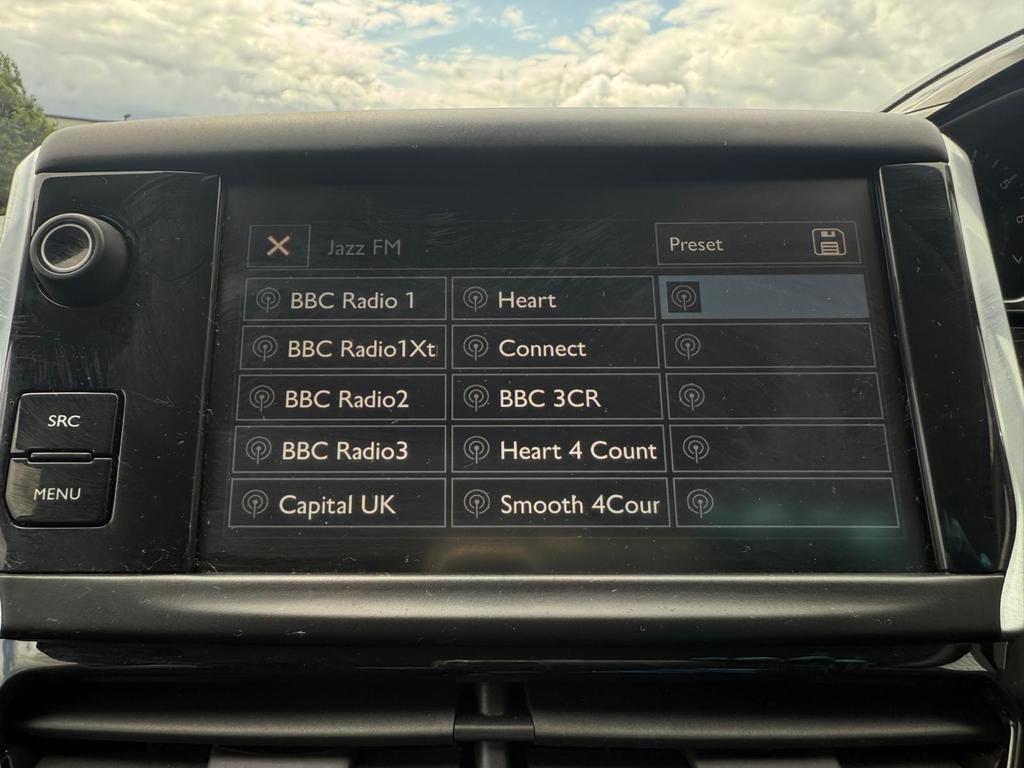 Jazz FM
Preset
BBC Radio 1
Heart
BBC Radio1Xt
Connect
BBC Radio2
BBC 3CR
BBC Radio3
Heart 4 Count
Capital UK
Smooth 4Cour
SRC
MENU